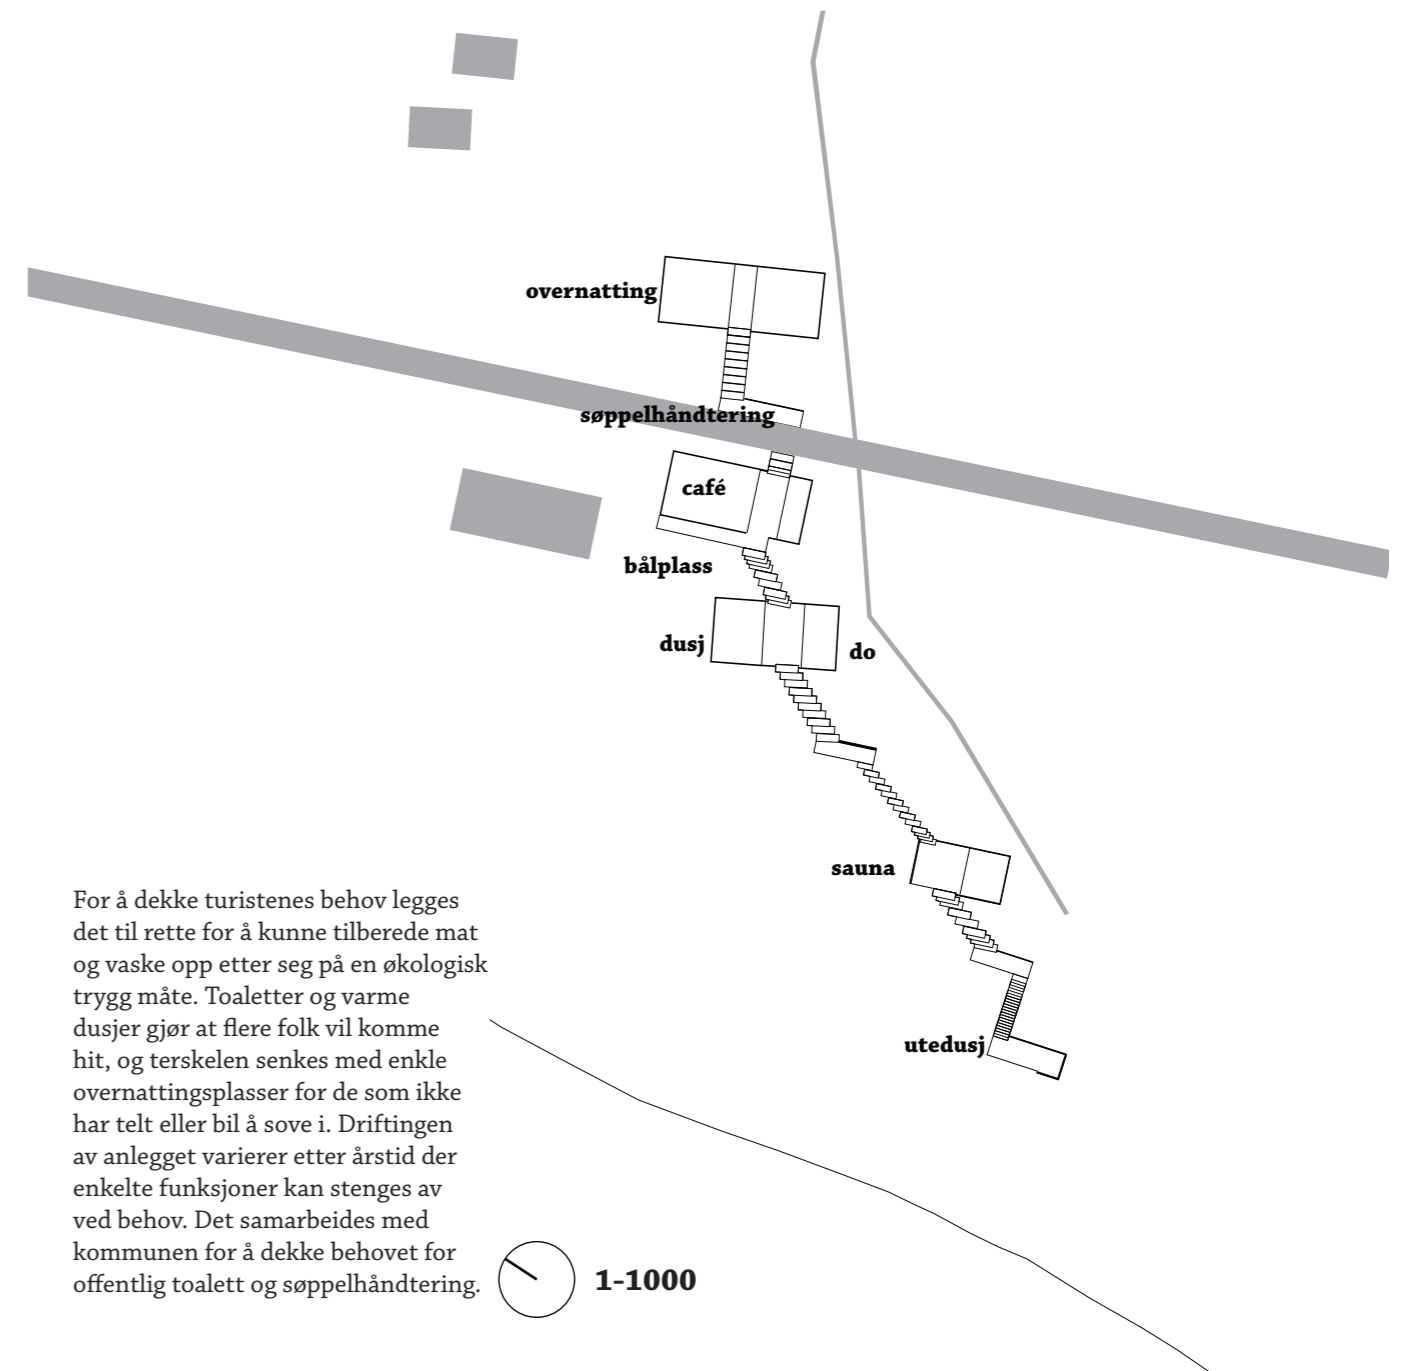 overnatting
søppelhåndtering
café
bålplass
dusj
do
sauna
utedusj
For å dekke turistenes behov legges
det til rette for å kunne tilberede mat
og vaske opp etter seg på en økologisk
trygg måte. Toaletter og varme
dusjer gjør at flere folk vil komme
hit, og terskelen senkes med enkle
overnattingsplasser for de som ikke
har telt eller bil å sove i. Driftingen
av anlegget varierer etter årstid der
enkelte funksjoner kan stenges av
ved behov. Det samarbeides med
kommunen for å dekke behovet for
offentlig toalett og søppelhåndtering.
1-1000